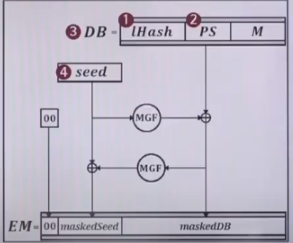 1 2
3 DB = lHash PS M
4 seed
00 MGF
MGF
EM = 00 maskedSeed maskedDB